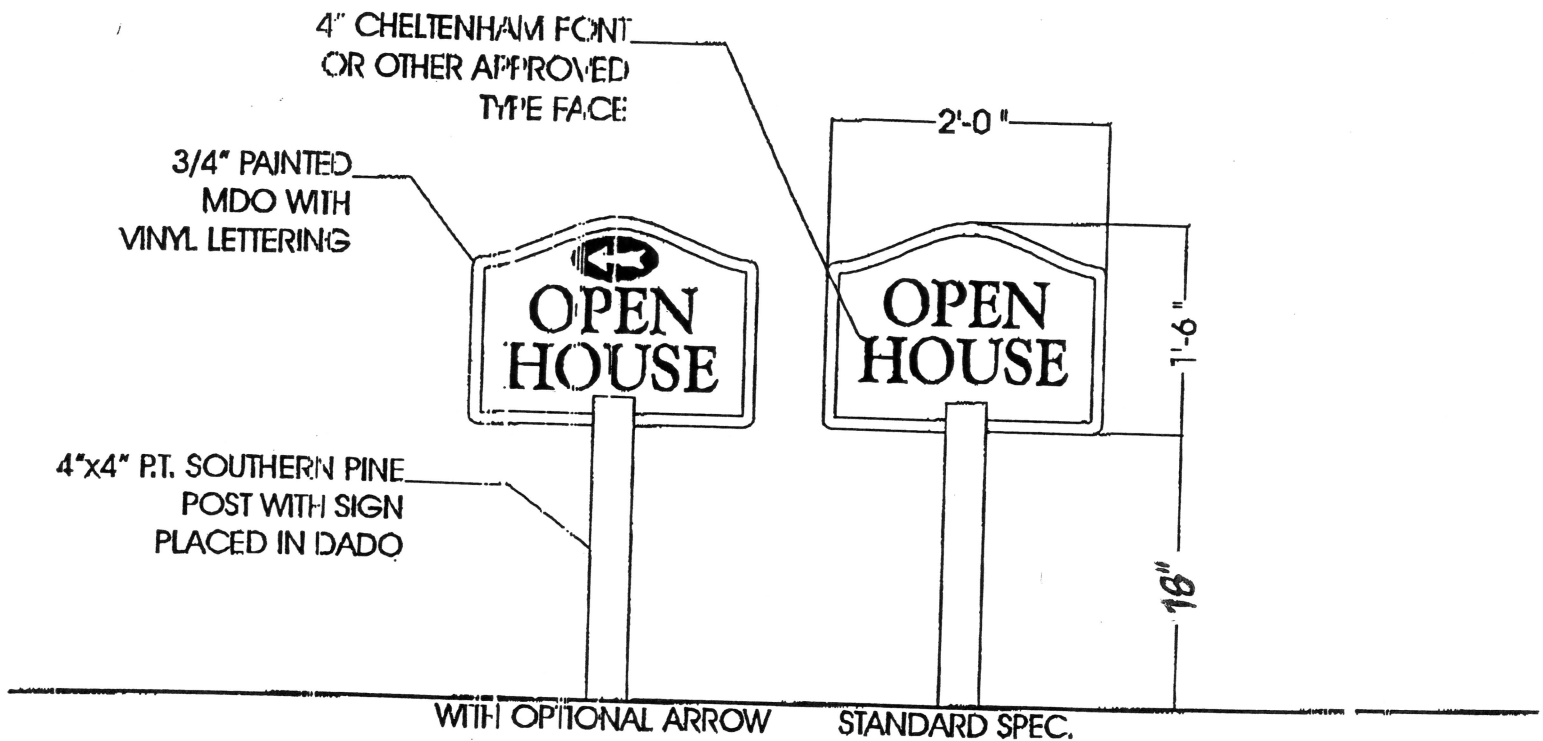 4" CHELTENHAM FONT
OR OTHER APPROVED
TYPE FACE
2'-0"
3/4" PAINTED
MDO WITH
VINYL LETTERING
OPEN
HOUSE
OPEN
HOUSE
1'-6"
4"x4" P.T. SOUTHERN PINE
POST WITH SIGN
PLACED IN DADO
18"
WITH OPTIONAL ARROW
STANDARD SPEC.